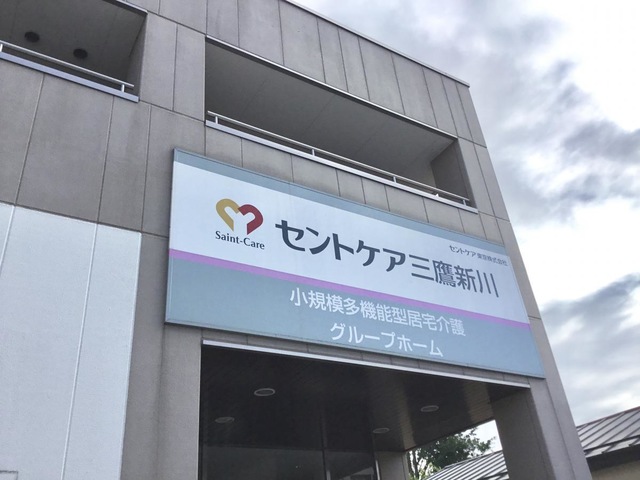 セントケア東京株式会社
Saint-Care
セントケア三鷹新川
小規模多機能型居宅介護
グループホーム